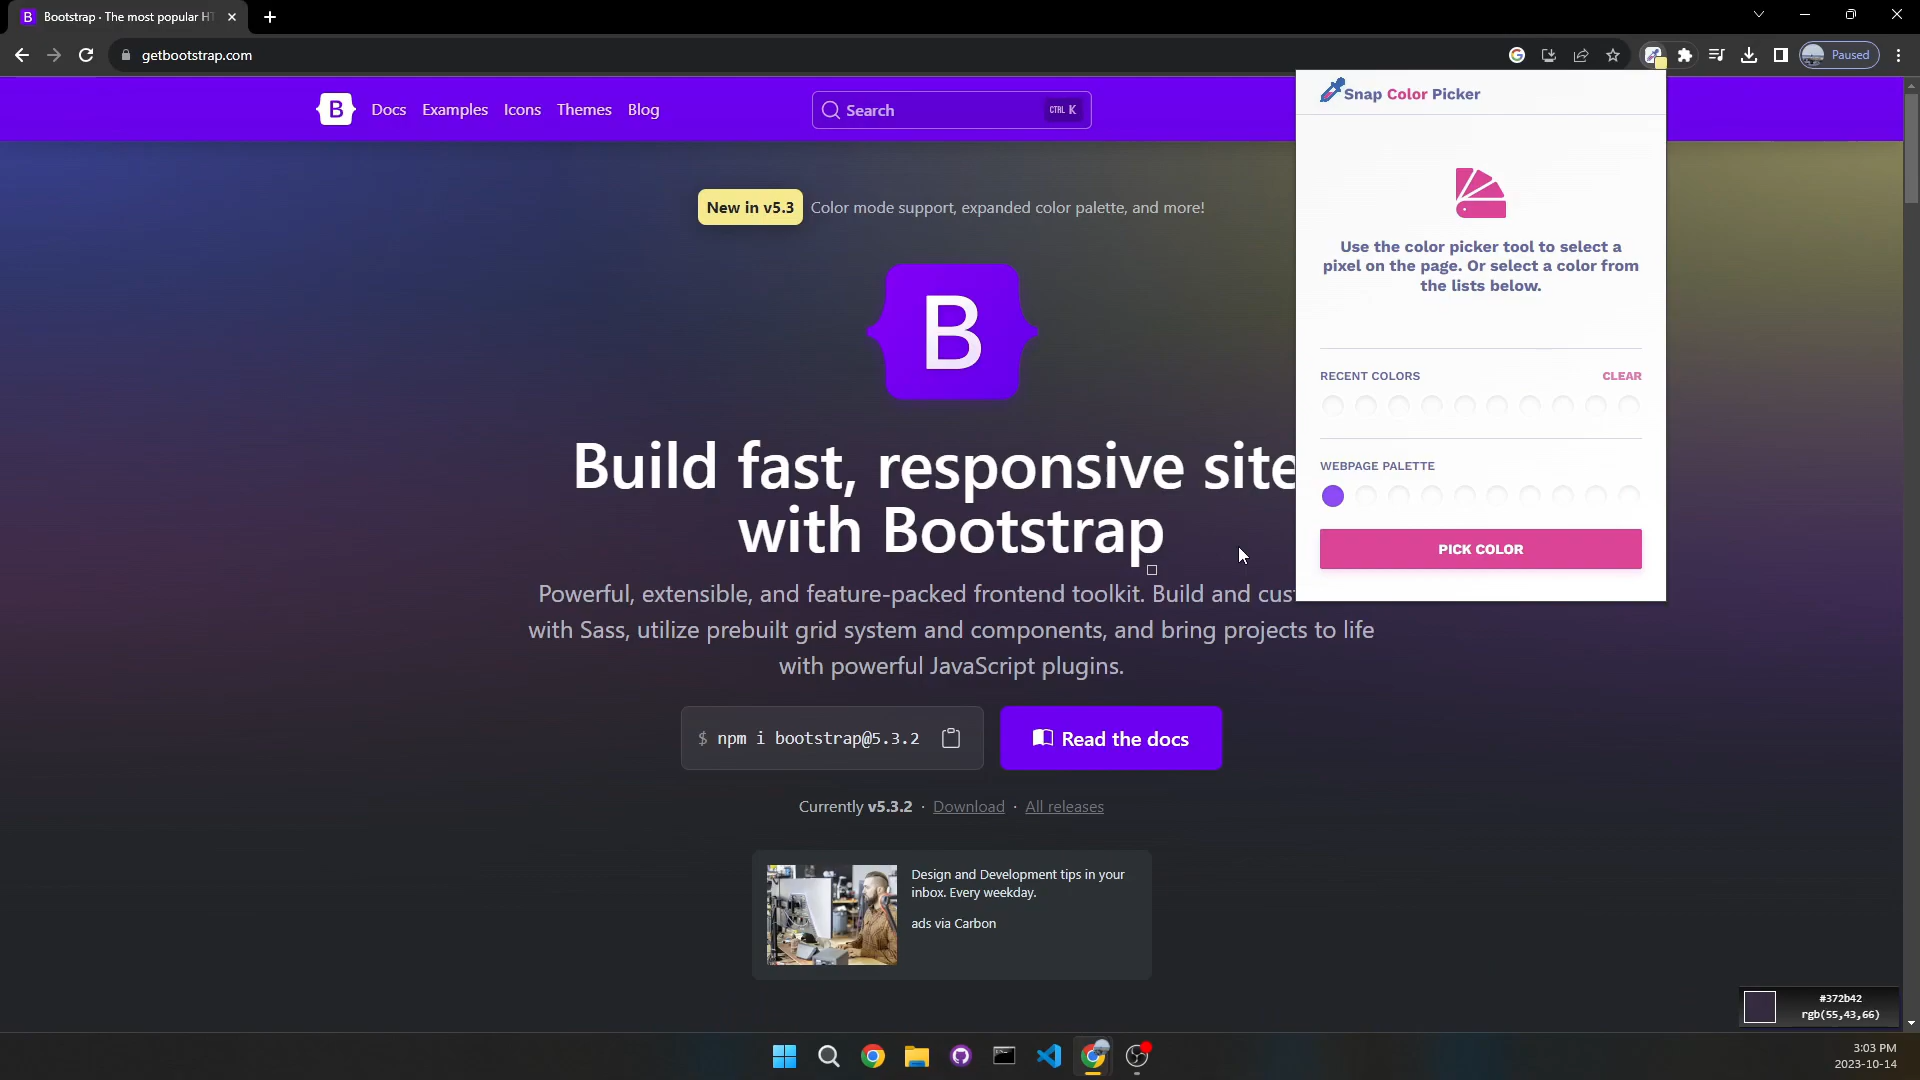 Bootstrap · The most popular HT
getbootstrap.com
Paused
B
Docs Examples Icons Themes Blog
Search
CTRL K
Snap Color Picker
New in v5.3 Color mode support, expanded color palette, and more!
B
Use the color picker tool to select a
pixel on the page. Or select a color from
the lists below.
RECENT COLORS
CLEAR
WEBPAGE PALETTE
PICK COLOR
Build fast, responsive site
with Bootstrap
Powerful, extensible, and feature-packed frontend toolkit. Build and cus
with Sass, utilize prebuilt grid system and components, and bring projects to life
with powerful JavaScript plugins.
$ npm i bootstrap@5.3.2
Read the docs
Currently v5.3.2 · Download · All releases
Design and Development tips in your
inbox. Every weekday.
ads via Carbon
#372b42
rgb(55,43,66)
3:03 PM
2023-10-14